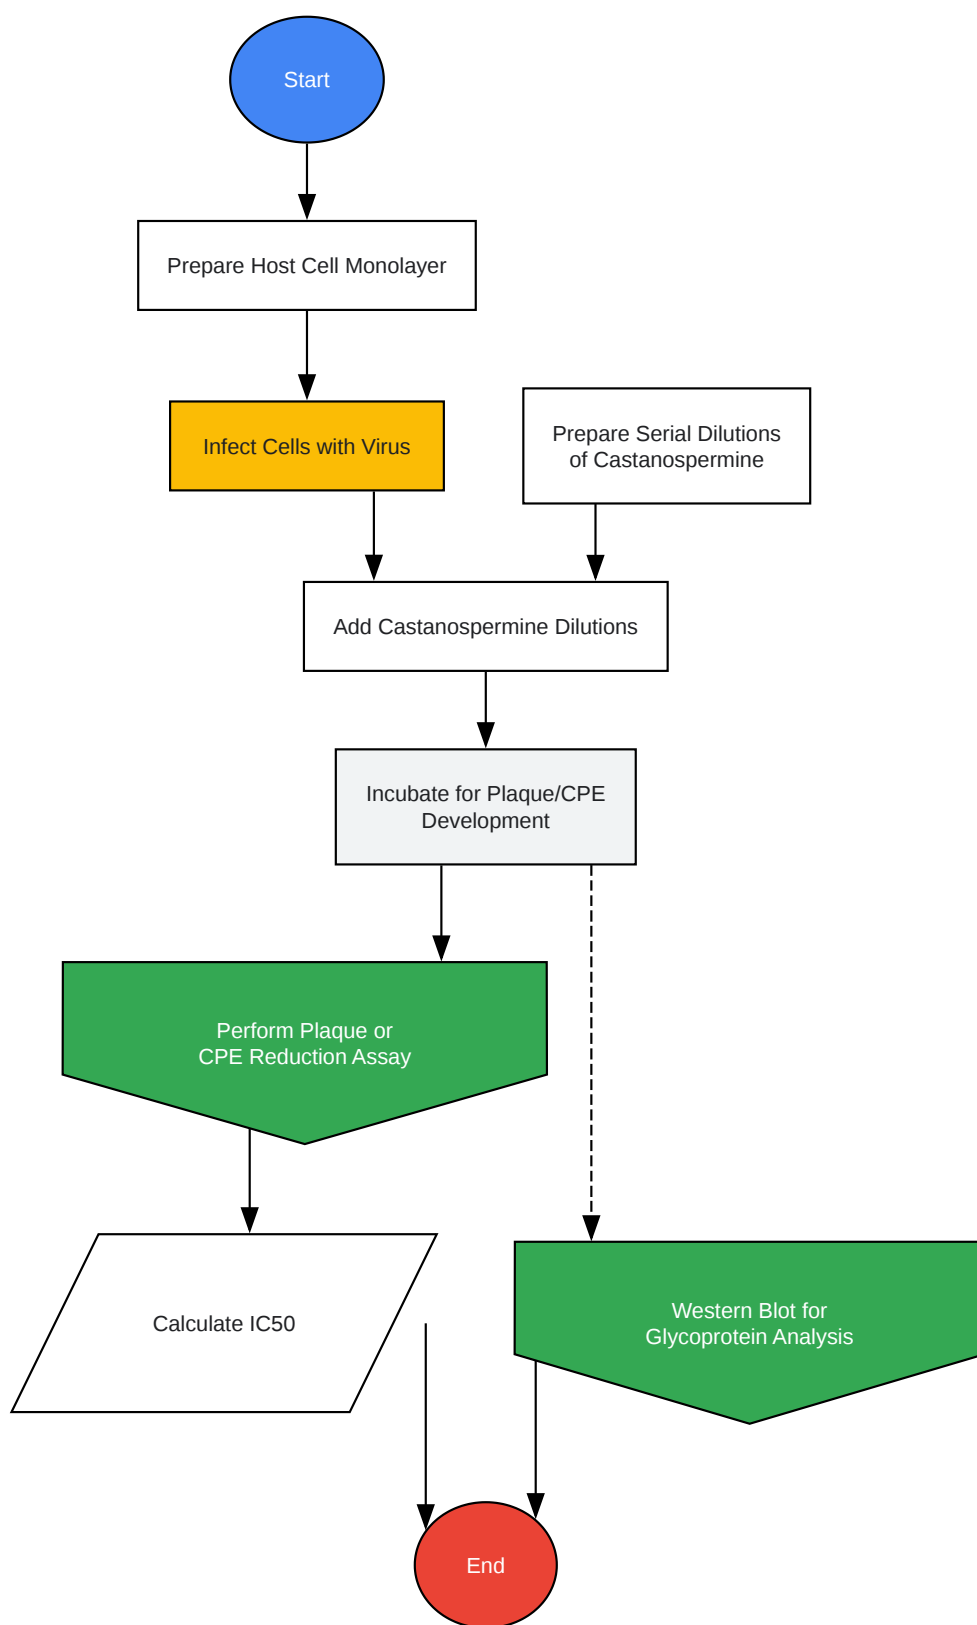 Start
Prepare Host Cell Monolayer
Infect Cells with Virus
Prepare Serial Dilutions
of Castanospermine
Add Castanospermine Dilutions
Incubate for Plaque/CPE
Development
Perform Plaque or
CPE Reduction Assay
Calculate IC50
Western Blot for
Glycoprotein Analysis
End